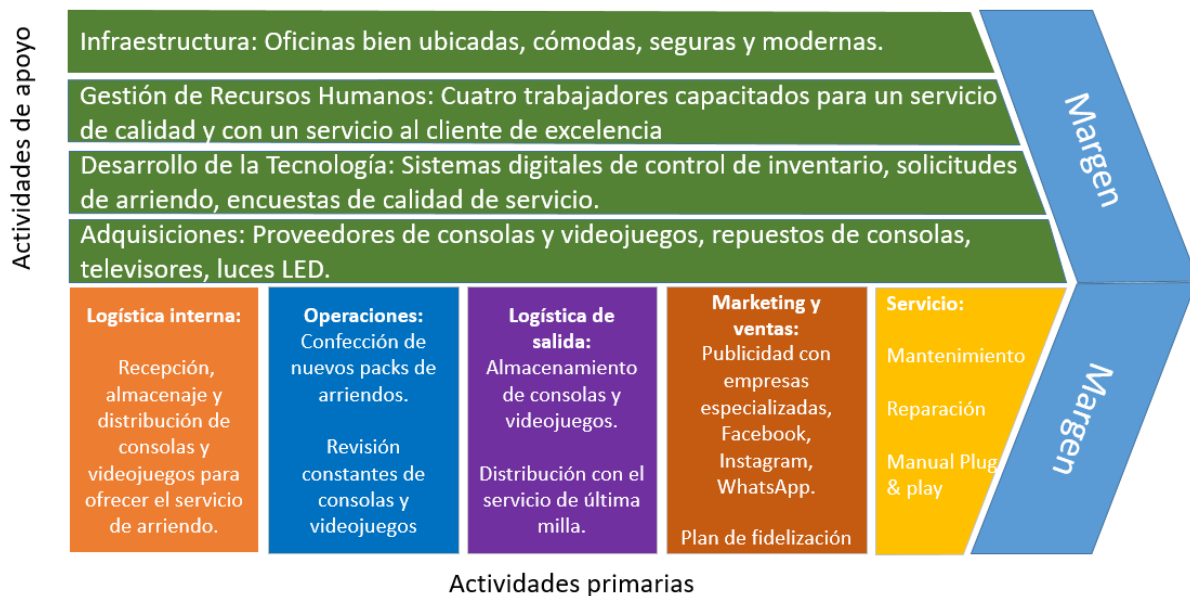 Actividades de apoyo
Infraestructura: Oficinas bien ubicadas, cómodas, seguras y modernas.
Gestión de Recursos Humanos: Cuatro trabajadores capacitados para un servicio
de calidad y con un servicio al cliente de excelencia
Desarrollo de la Tecnología: Sistemas digitales de control de inventario, solicitudes
de arriendo, encuestas de calidad de servicio.
Adquisiciones: Proveedores de consolas y videojuegos, repuestos de consolas,
televisores, luces LED.
Margen
Logística interna:
Recepción,
almacenaje y
distribución de
consolas y
videojuegos para
ofrecer el servicio
de arriendo.
Operaciones:
Confección de
nuevos packs de
arriendos.
Revisión
constantes de
consolas y
videojuegos
Logística de
salida:
Almacenamiento
de consolas y
videojuegos.
Distribución con el
servicio de última
milla.
Marketing y
ventas:
Publicidad con
empresas
especializadas,
Facebook,
Instagram,
WhatsApp.
Plan de fidelización
Servicio:
Mantenimiento
Reparación
Manual Plug
& play
Margen
Actividades primarias